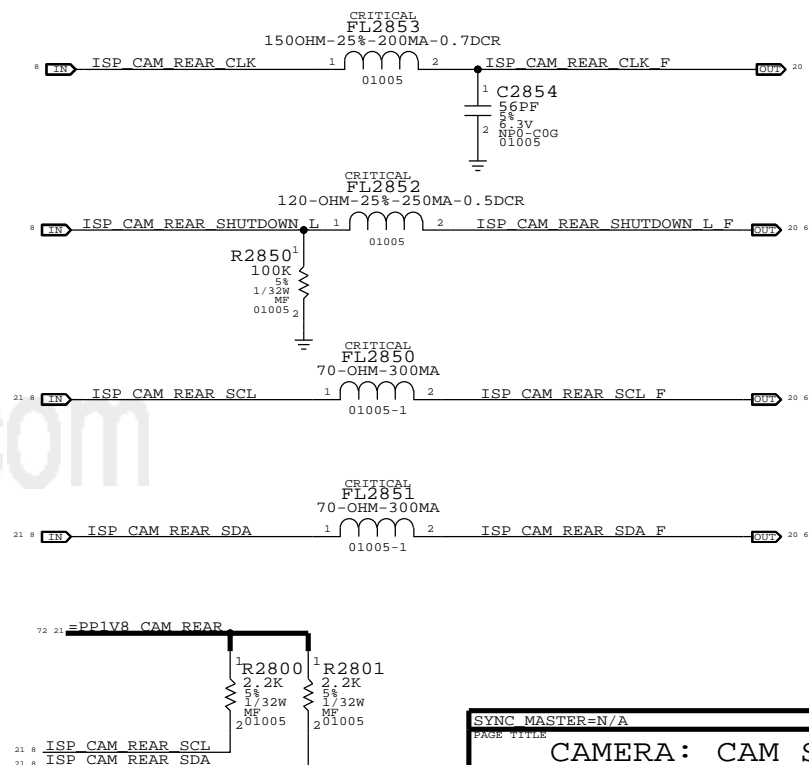 CRITICAL
FL2853
150OHM-25%-200MA-0.7DCR
8 IN ISP_CAM_REAR_CLK 1 2 ISP_CAM_REAR_CLK_F OUT 20
01005
1 C2854
56PF
5%
6.3V
2 NP0-C0G
01005
CRITICAL
FL2852
120-OHM-25%-250MA-0.5DCR
8 IN ISP_CAM_REAR_SHUTDOWN_L 1 2 ISP_CAM_REAR_SHUTDOWN_L_F OUT 20 6
01005
R2850 1
100K
5%
1/32W
MF
01005 2
CRITICAL
FL2850
70-OHM-300MA
21 8 IN ISP_CAM_REAR_SCL 1 2 ISP_CAM_REAR_SCL_F OUT 20 6
01005-1
com
CRITICAL
FL2851
70-OHM-300MA
21 8 IN ISP_CAM_REAR_SDA 1 2 ISP_CAM_REAR_SDA_F OUT 20 6
01005-1
72 21 =PP1V8_CAM_REAR
1 R2800 1 R2801
2.2K 2.2K
5% 5%
1/32W 1/32W
MF MF
2 01005 2 01005
21 8 ISP_CAM_REAR_SCL
21 8 ISP_CAM_REAR_SDA
SYNC_MASTER=N/A
PAGE TITLE
CAMERA: CAM